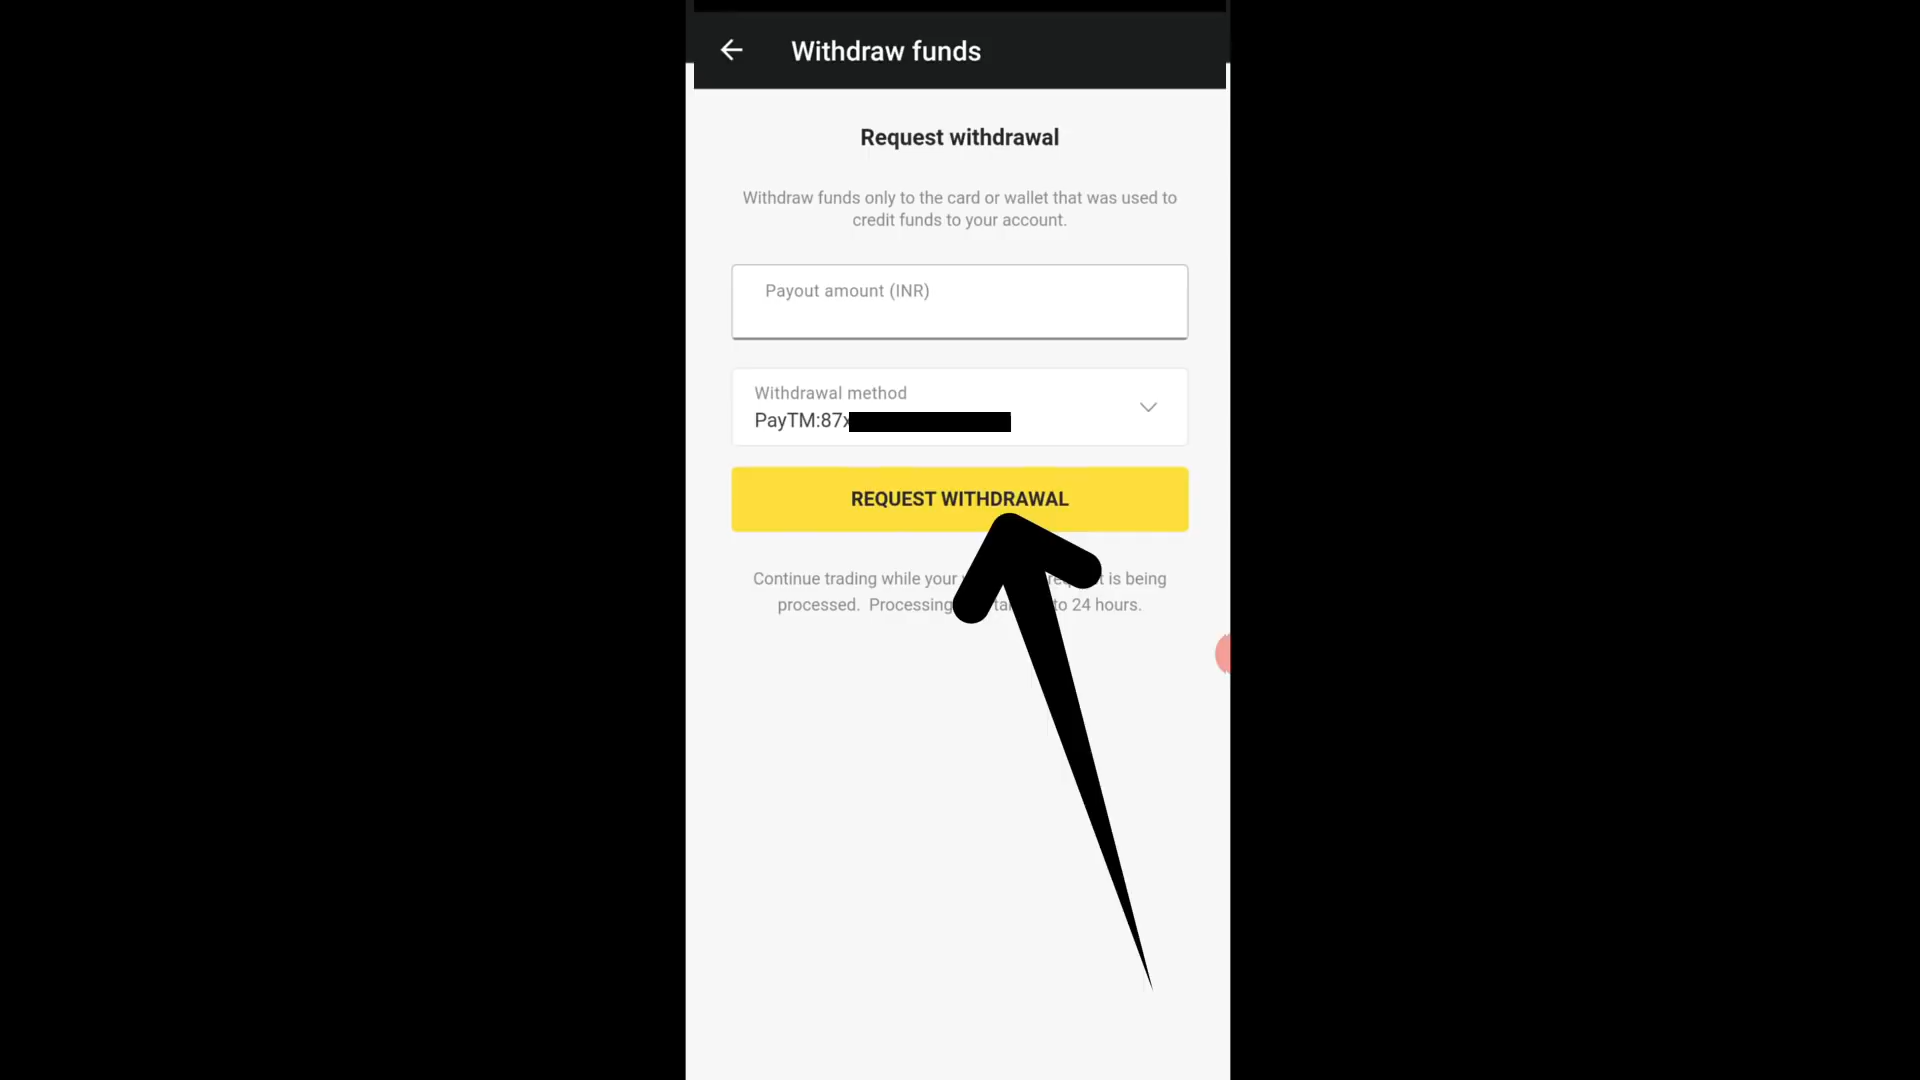 Withdraw funds
Request withdrawal
Withdraw funds only to the card or wallet that was used to
credit funds to your account.
Payout amount (INR)
Withdrawal method
PayTM:87x
REQUEST WITHDRAWAL
Continue trading while your is being
processed. Processing to 24 hours.